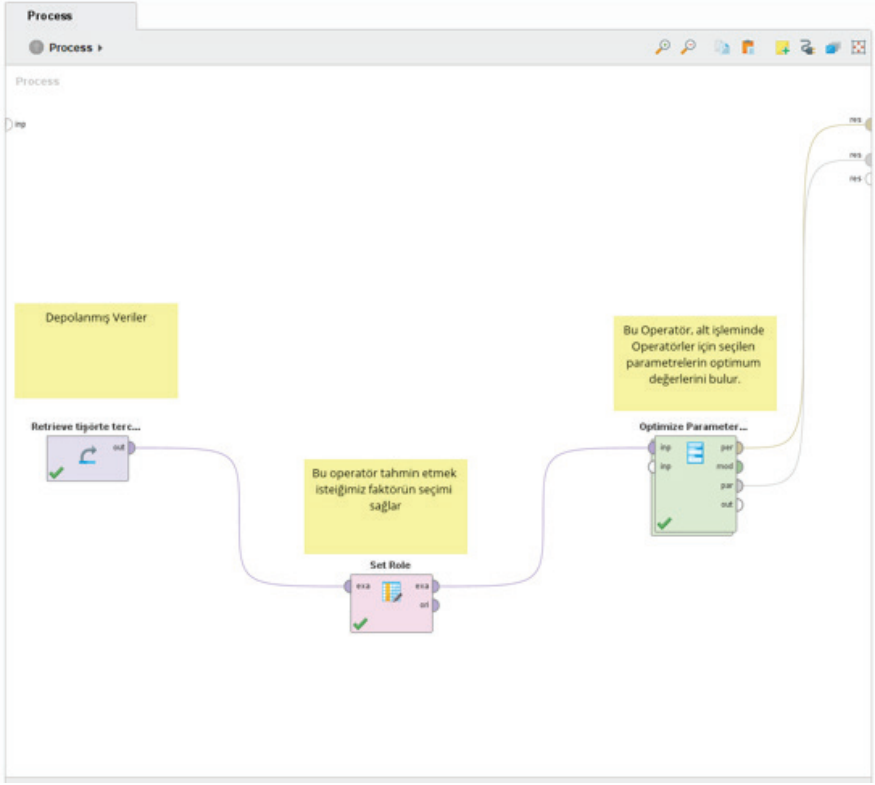 Process
Process
Process
inp
res
res
res
Depolanmış Veriler
Bu Operatör, alt işleminde
Operatörler için seçilen
parametrelerin optimum
değerlerini bulur.
Retrieve tişörte terc...
out
Optimize Parameter...
inp
per
inp
mod
par
out
Bu operatör tahmin etmek
isteiğimiz faktörün seçimi
sağlar
Set Role
exa
exa
ori